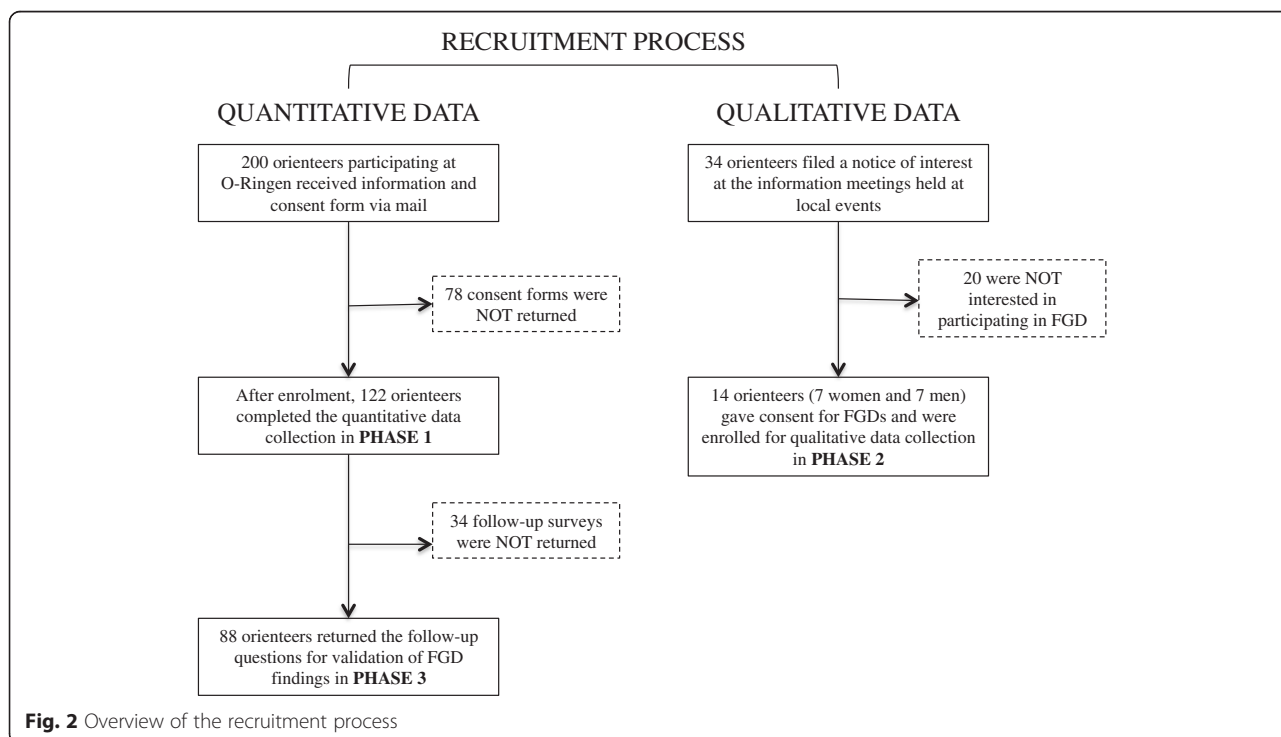 RECRUITMENT PROCESS
QUANTITATIVE DATA
200 orienteers participating at
O-Ringen received information and
consent form via mail
78 consent forms were
NOT returned
After enrolment, 122 orienteers
completed the quantitative data
collection in PHASE 1
34 follow-up surveys
were NOT returned
88 orienteers returned the follow-up
questions for validation of FGD
findings in PHASE 3
QUALITATIVE DATA
34 orienteers filed a notice of interest
at the information meetings held at
local events
20 were NOT
interested in
participating in FGD
14 orienteers (7 women and 7 men)
gave consent for FGDs and were
enrolled for qualitative data collection
in PHASE 2
Fig. 2 Overview of the recruitment process